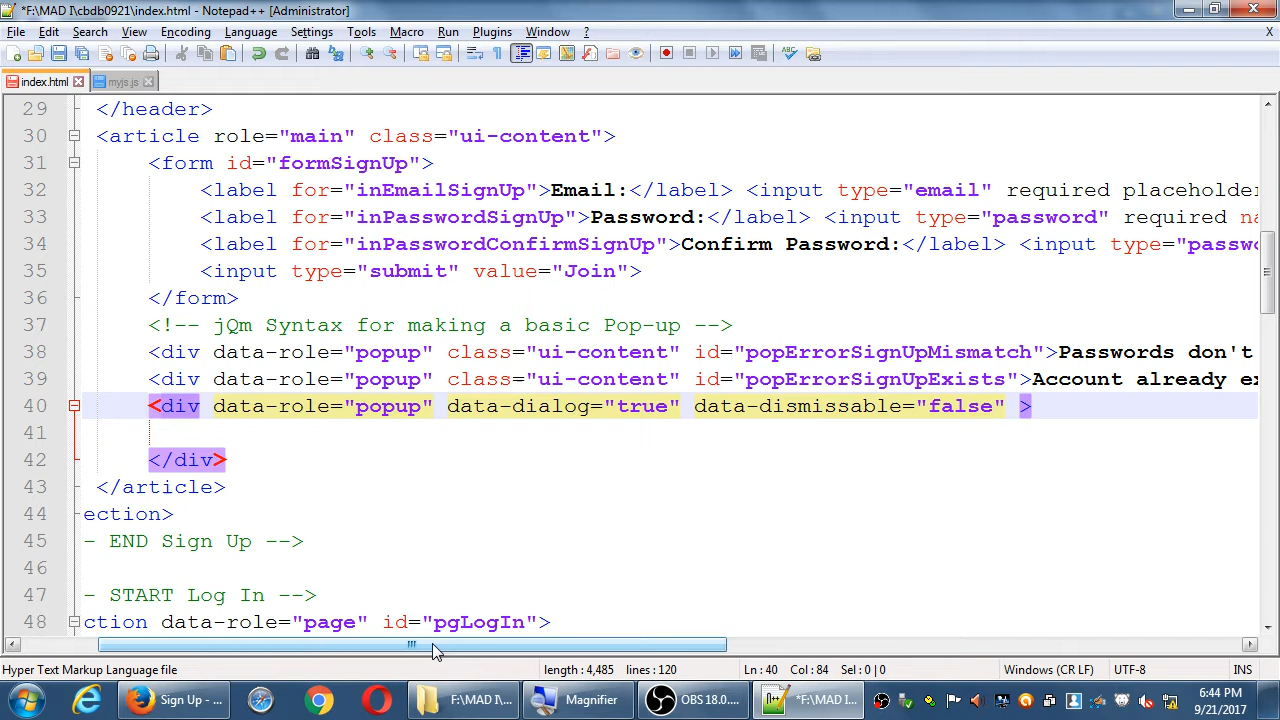 *F:\MAD I\cbdb0921\index.html - Notepad++ [Administrator]
File Edit Search View Encoding Language Settings Tools Macro Run Plugins Window ? X
index.html myjs.js
29 </header>
30 <article role="main" class="ui-content">
31 <form id="formSignUp">
32 <label for="inEmailSignUp">Email:</label> <input type="email" required placeholder
33 <label for="inPasswordSignUp">Password:</label> <input type="password" required na
34 <label for="inPasswordConfirmSignUp">Confirm Password:</label> <input type="passwo
35 <input type="submit" value="Join">
36 </form>
37 <!-- jQm Syntax for making a basic Pop-up -->
38 <div data-role="popup" class="ui-content" id="popErrorSignUpMismatch">Passwords don't
39 <div data-role="popup" class="ui-content" id="popErrorSignUpExists">Account already ex
40 <div data-role="popup" data-dialog="true" data-dismissable="false" >
41
42 </div>
43 </article>
44 ection>
45 - END Sign Up -->
46
47 - START Log In -->
48 ction data-role="page" id="pgLogIn">
Hyper Text Markup Language file length : 4,485 lines : 120 Ln : 40 Col : 84 Sel : 0 | 0 Windows (CR LF) UTF-8 INS
Sign Up - ... F:\MAD I... Magnifier OBS 18.0.... *F:\MAD I... 6:44 PM
9/21/2017